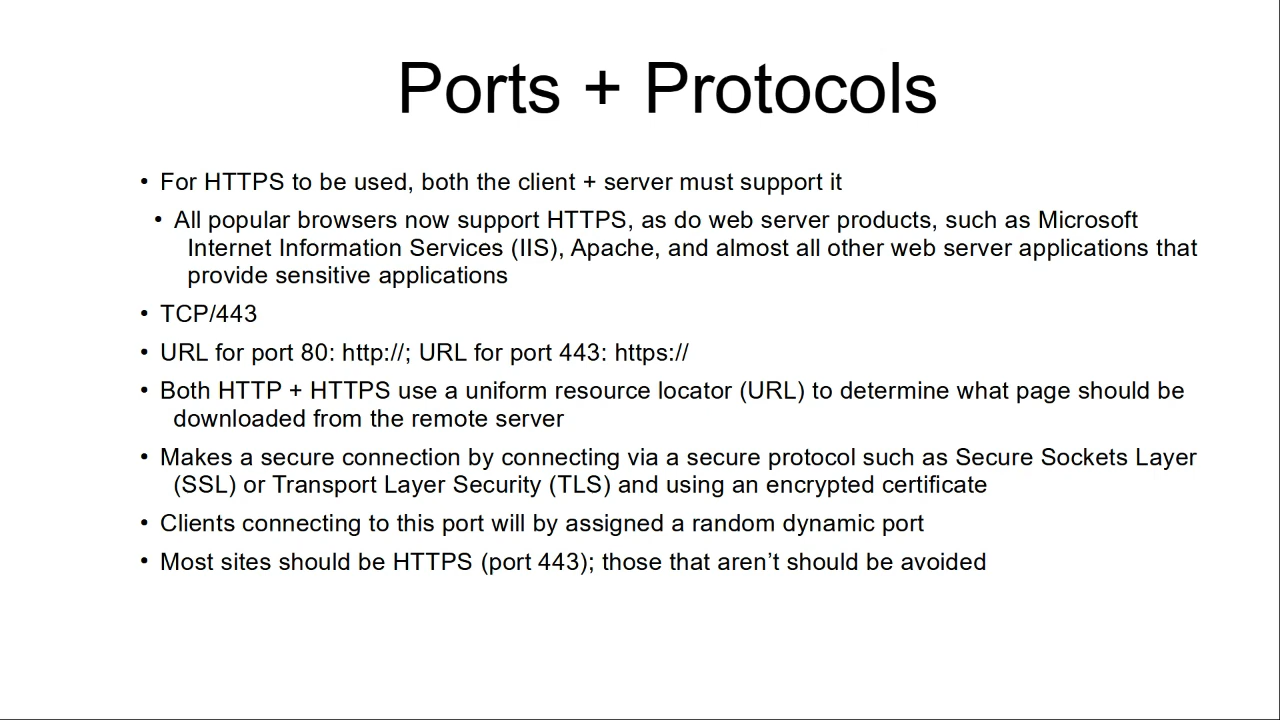 Ports + Protocols
• For HTTPS to be used, both the client + server must support it
• All popular browsers now support HTTPS, as do web server products, such as Microsoft
Internet Information Services (IIS), Apache, and almost all other web server applications that
provide sensitive applications
• TCP/443
• URL for port 80: http://; URL for port 443: https://
• Both HTTP + HTTPS use a uniform resource locator (URL) to determine what page should be
downloaded from the remote server
• Makes a secure connection by connecting via a secure protocol such as Secure Sockets Layer
(SSL) or Transport Layer Security (TLS) and using an encrypted certificate
• Clients connecting to this port will by assigned a random dynamic port
• Most sites should be HTTPS (port 443); those that aren’t should be avoided